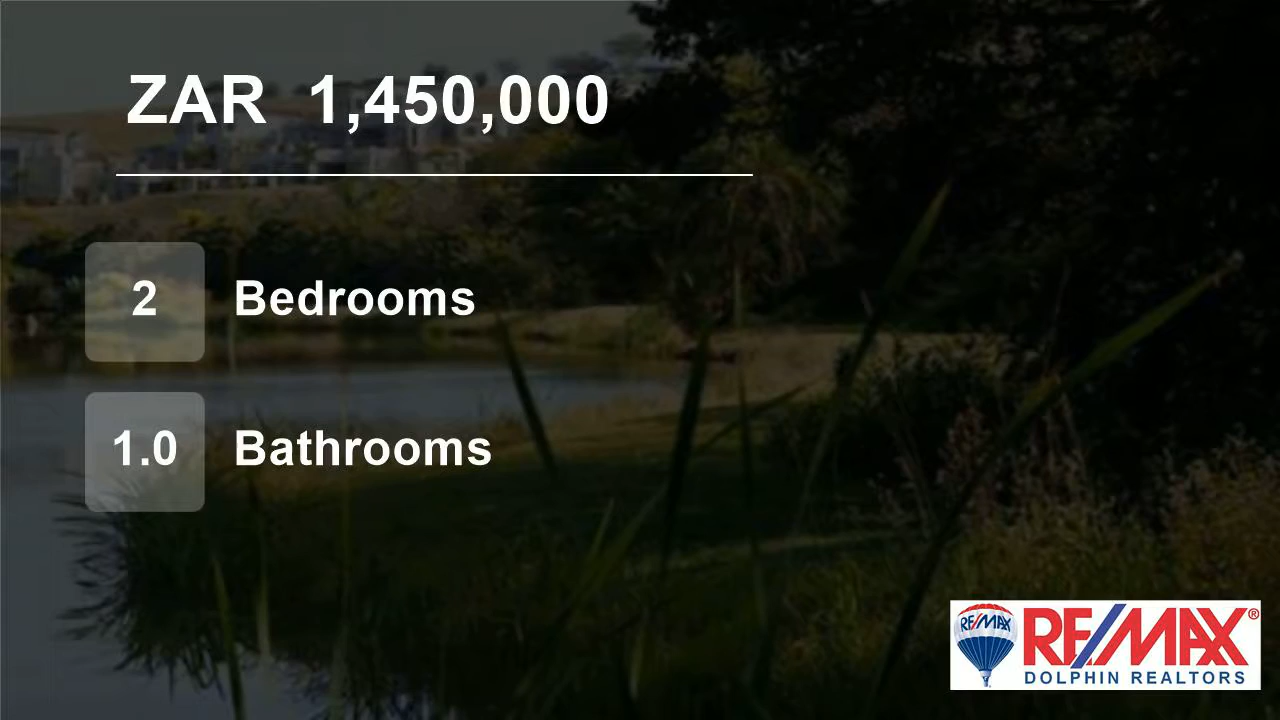 ZAR 1,450,000
2 Bedrooms
1.0 Bathrooms
RE/MAX RE/MAX®
DOLPHIN REALTORS